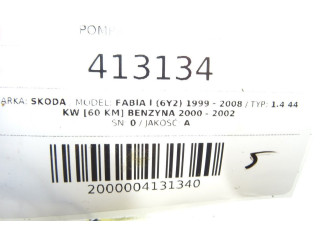 POMP
413134
ARKA: SKODA MODEL: FABIA I (6Y2) 1999 - 2008 / TYP: 1.4 44
KW [60 KM] BENZYNA 2000 - 2002
SN: 0 / JAKOŚĆ: A
5
2000004131340